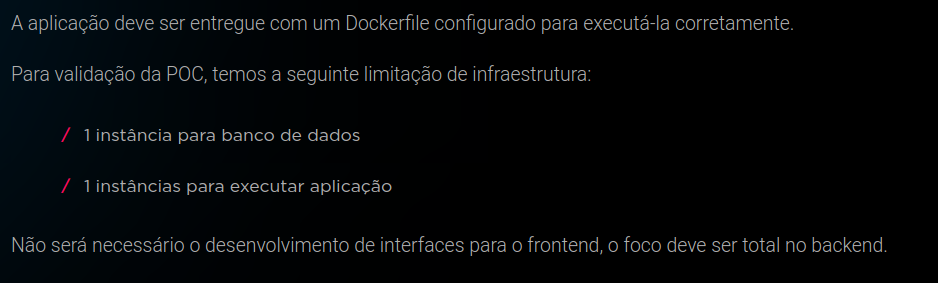 A aplicação deve ser entregue com um Dockerfile configurado para executá-la corretamente.
Para validação da POC, temos a seguinte limitação de infraestrutura:
/ 1 instância para banco de dados
/ 1 instâncias para executar aplicação
Não será necessário o desenvolvimento de interfaces para o frontend, o foco deve ser total no backend.